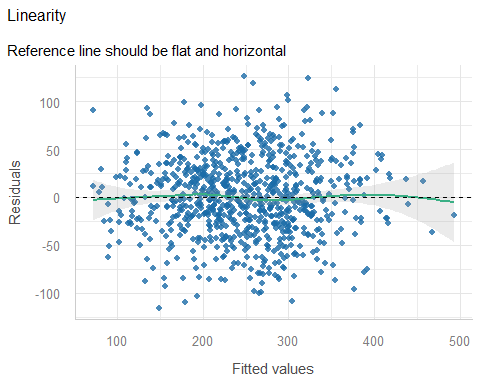 Linearity
Reference line should be flat and horizontal
100
50
0
-50
-100
Residuals
100
200
300
400
500
Fitted values